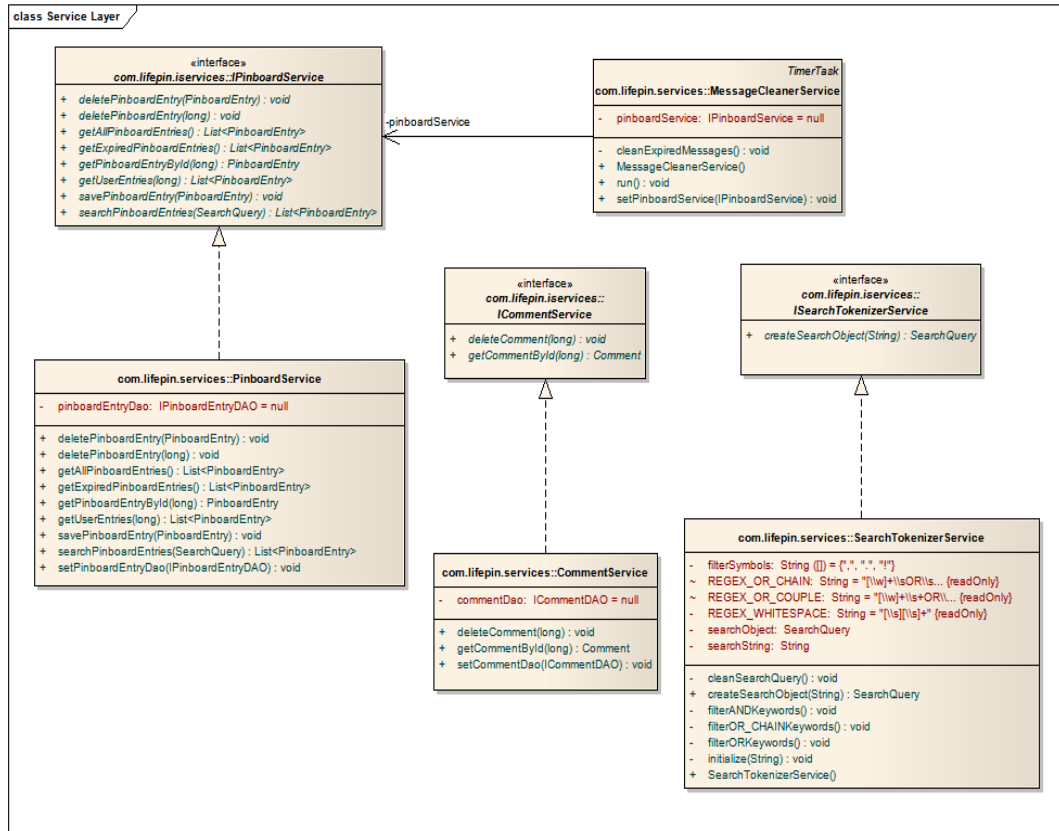 class Service Layer
«interface»
com.lifepin.iservices::IPinboardService
+ deletePinboardEntry(PinboardEntry) : void
+ deletePinboardEntry(long) : void
+ getAllPinboardEntries() : List<PinboardEntry>
+ getExpiredPinboardEntries() : List<PinboardEntry>
+ getPinboardEntryById(long) : PinboardEntry
+ getUserEntries(long) : List<PinboardEntry>
+ savePinboardEntry(PinboardEntry) : void
+ searchPinboardEntries(SearchQuery) : List<PinboardEntry>
-pinboardService
TimerTask
com.lifepin.services::MessageCleanerService
- pinboardService: IPinboardService = null
- cleanExpiredMessages() : void
+ MessageCleanerService()
+ run() : void
+ setPinboardService(IPinboardService) : void
«interface»
com.lifepin.iservices::
ICommentService
+ deleteComment(long) : void
+ getCommentById(long) : Comment
«interface»
com.lifepin.iservices::
ISearchTokenizerService
+ createSearchObject(String) : SearchQuery
com.lifepin.services::PinboardService
- pinboardEntryDao: IPinboardEntryDAO = null
+ deletePinboardEntry(PinboardEntry) : void
+ deletePinboardEntry(long) : void
+ getAllPinboardEntries() : List<PinboardEntry>
+ getExpiredPinboardEntries() : List<PinboardEntry>
+ getPinboardEntryById(long) : PinboardEntry
+ getUserEntries(long) : List<PinboardEntry>
+ savePinboardEntry(PinboardEntry) : void
+ searchPinboardEntries(SearchQuery) : List<PinboardEntry>
+ setPinboardEntryDao(IPinboardEntryDAO) : void
com.lifepin.services::CommentService
- commentDao: ICommentDAO = null
+ deleteComment(long) : void
+ getCommentById(long) : Comment
+ setCommentDao(ICommentDAO) : void
com.lifepin.services::SearchTokenizerService
- filterSymbols: String ([]) = {",", ".", "!"}
~ REGEX_OR_CHAIN: String = "[\\w]+\\sOR\\s... {readOnly}
~ REGEX_OR_COUPLE: String = "[\\w]+\\s+OR\\... {readOnly}
- REGEX_WHITESPACE: String = "[\\s][\\s]+" {readOnly}
- searchObject: SearchQuery
- searchString: String
- cleanSearchQuery() : void
+ createSearchObject(String) : SearchQuery
- filterANDKeywords() : void
- filterOR_CHAINKeywords() : void
- filterORKeywords() : void
- initialize(String) : void
+ SearchTokenizerService()